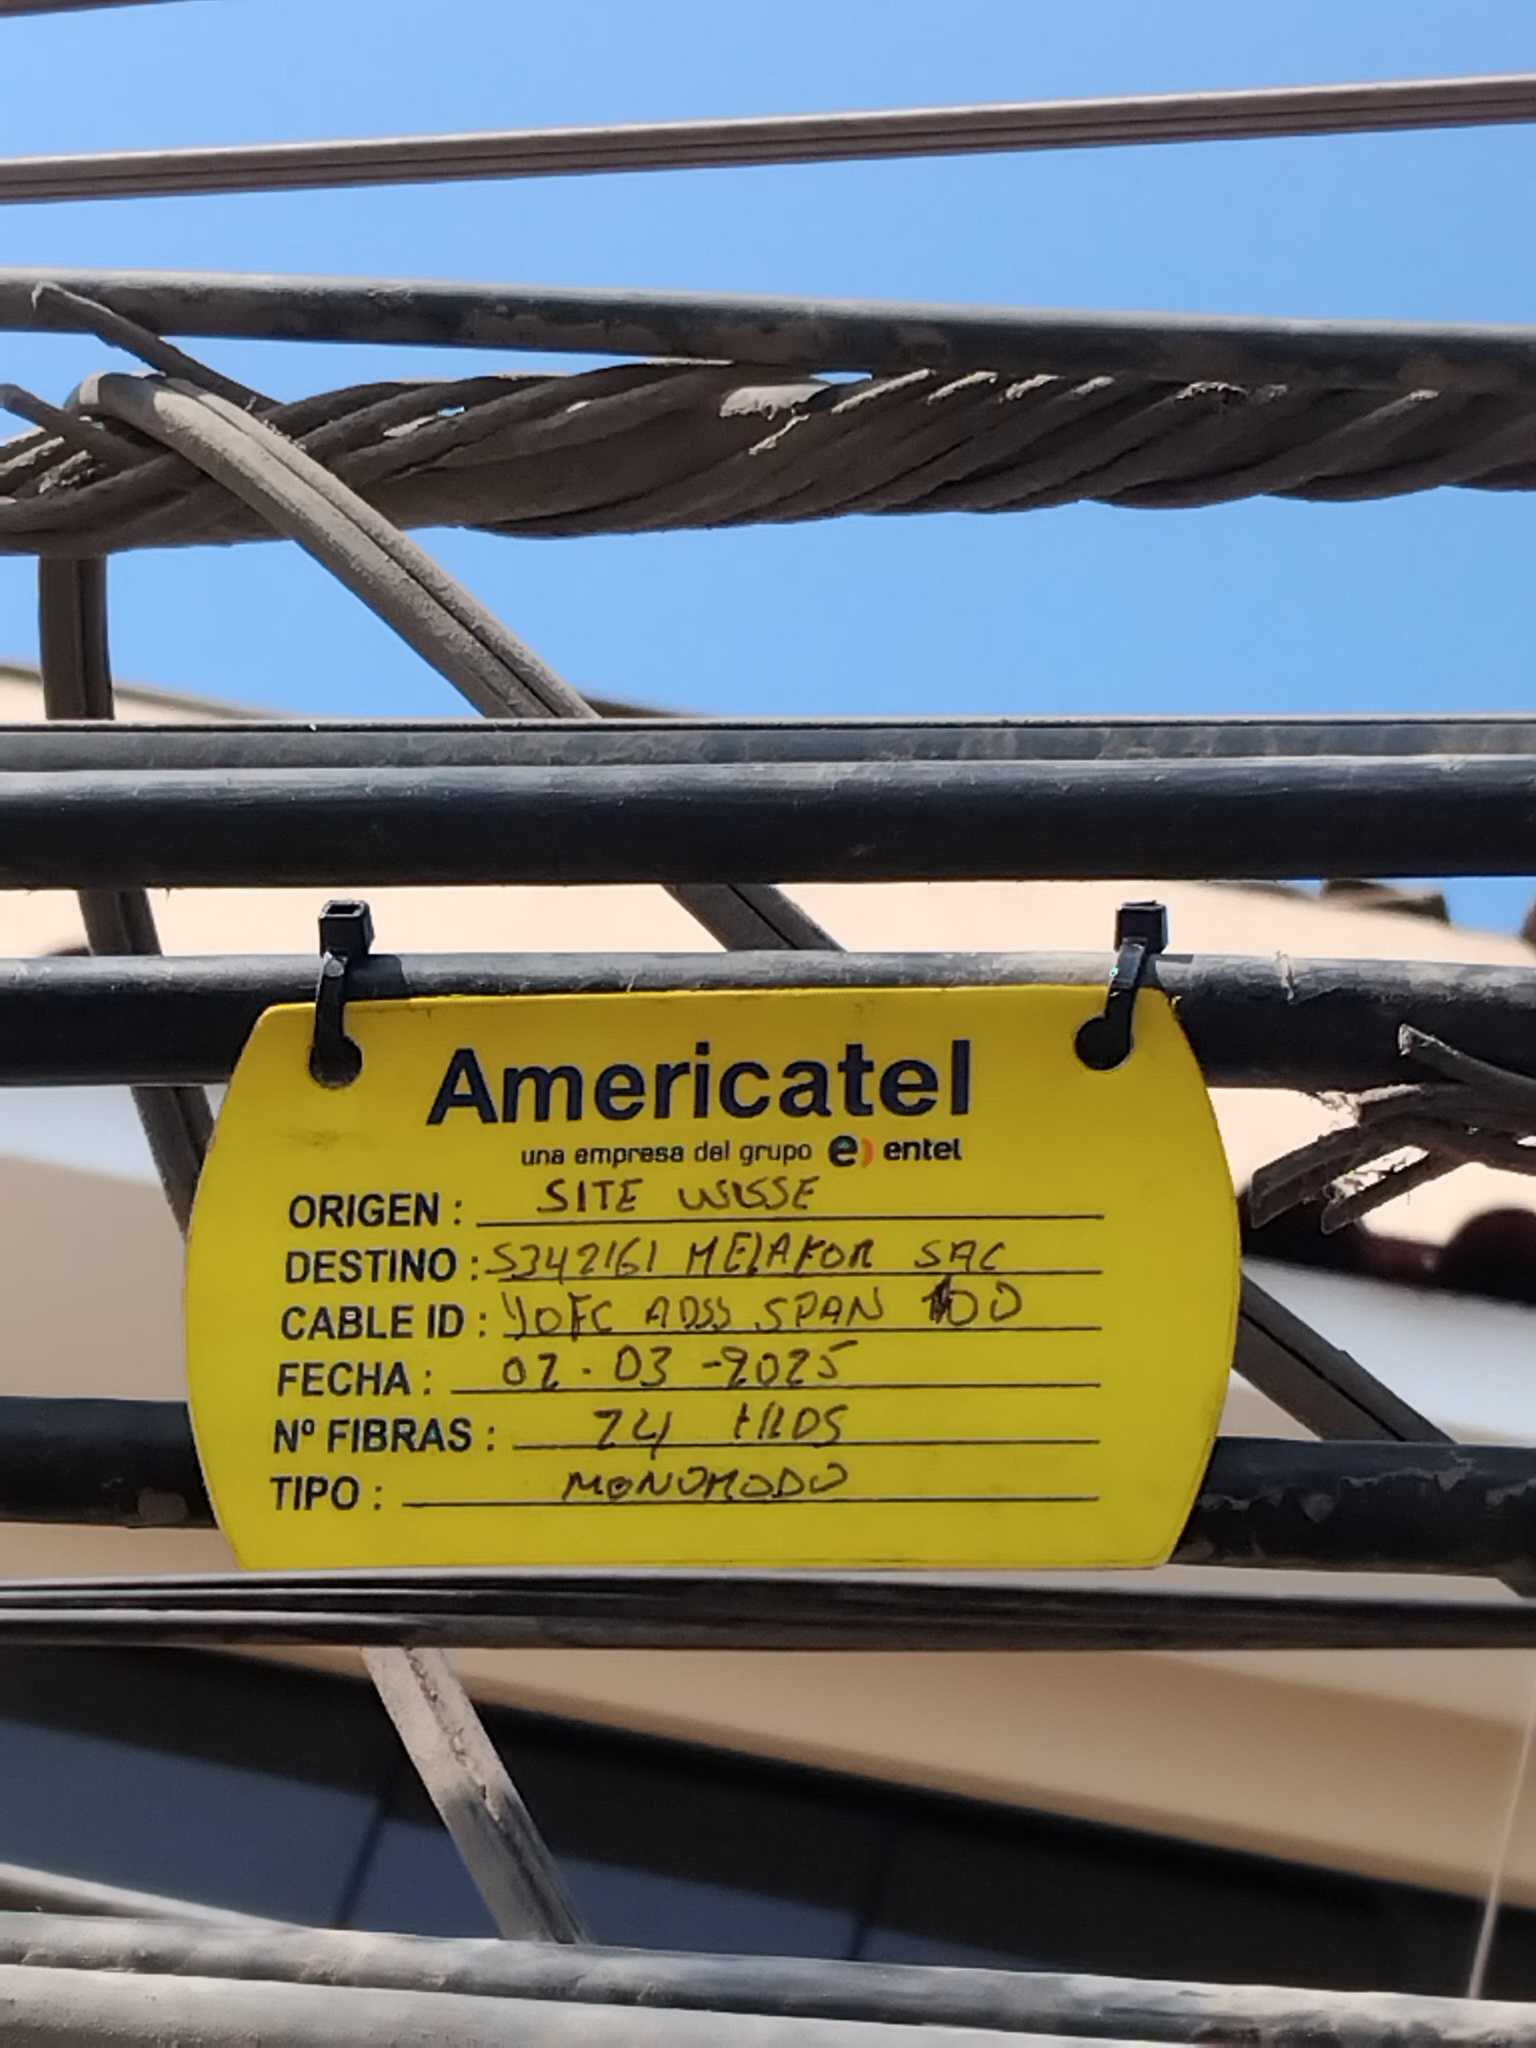 Americatel
una empresa del grupo entel
ORIGEN : SITE WISSE
DESTINO : S342161 MELAFOR SAC
CABLE ID : YOFC ADSS SPAN 100
FECHA : 02-03-2025
Nº FIBRAS : 24 HILOS
TIPO : MONOMODO